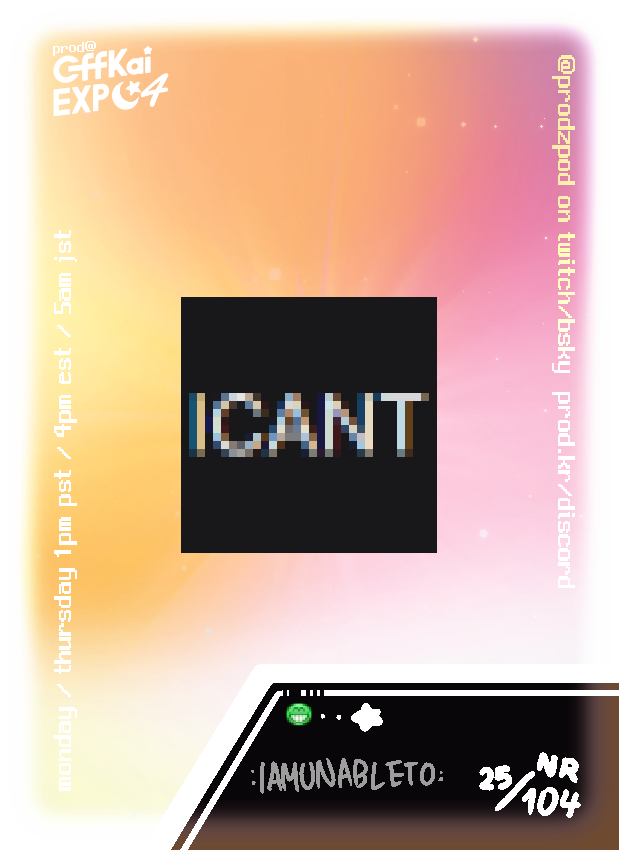 prod@
OffKai
EXPO4
@prodzpod on twitch/bsky prod.kr/discord
monday / thursday 1pm pst / 4pm est / 5am jst
ICANT
:IAMUNABLETO:
25/104
NR